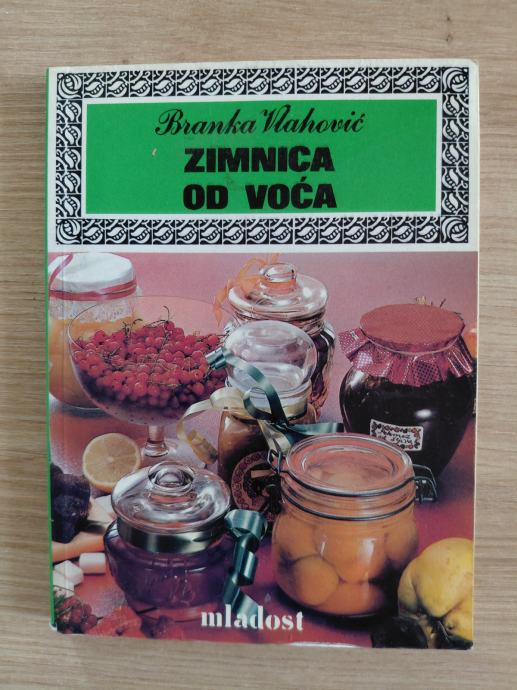 Branka Vlahović
ZIMNICA
OD VOĆA
mladost